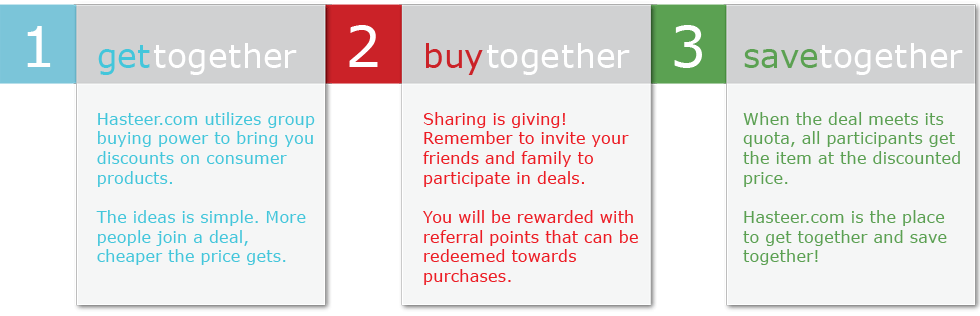 1
gettogether
Hasteer.com utilizes group
buying power to bring you
discounts on consumer
products.
The ideas is simple. More
people join a deal,
cheaper the price gets.
2
buytogether
Sharing is giving!
Remember to invite your
friends and family to
participate in deals.
You will be rewarded with
referral points that can be
redeemed towards
purchases.
3
savetogether
When the deal meets its
quota, all participants get
the item at the discounted
price.
Hasteer.com is the place
to get together and save
together!